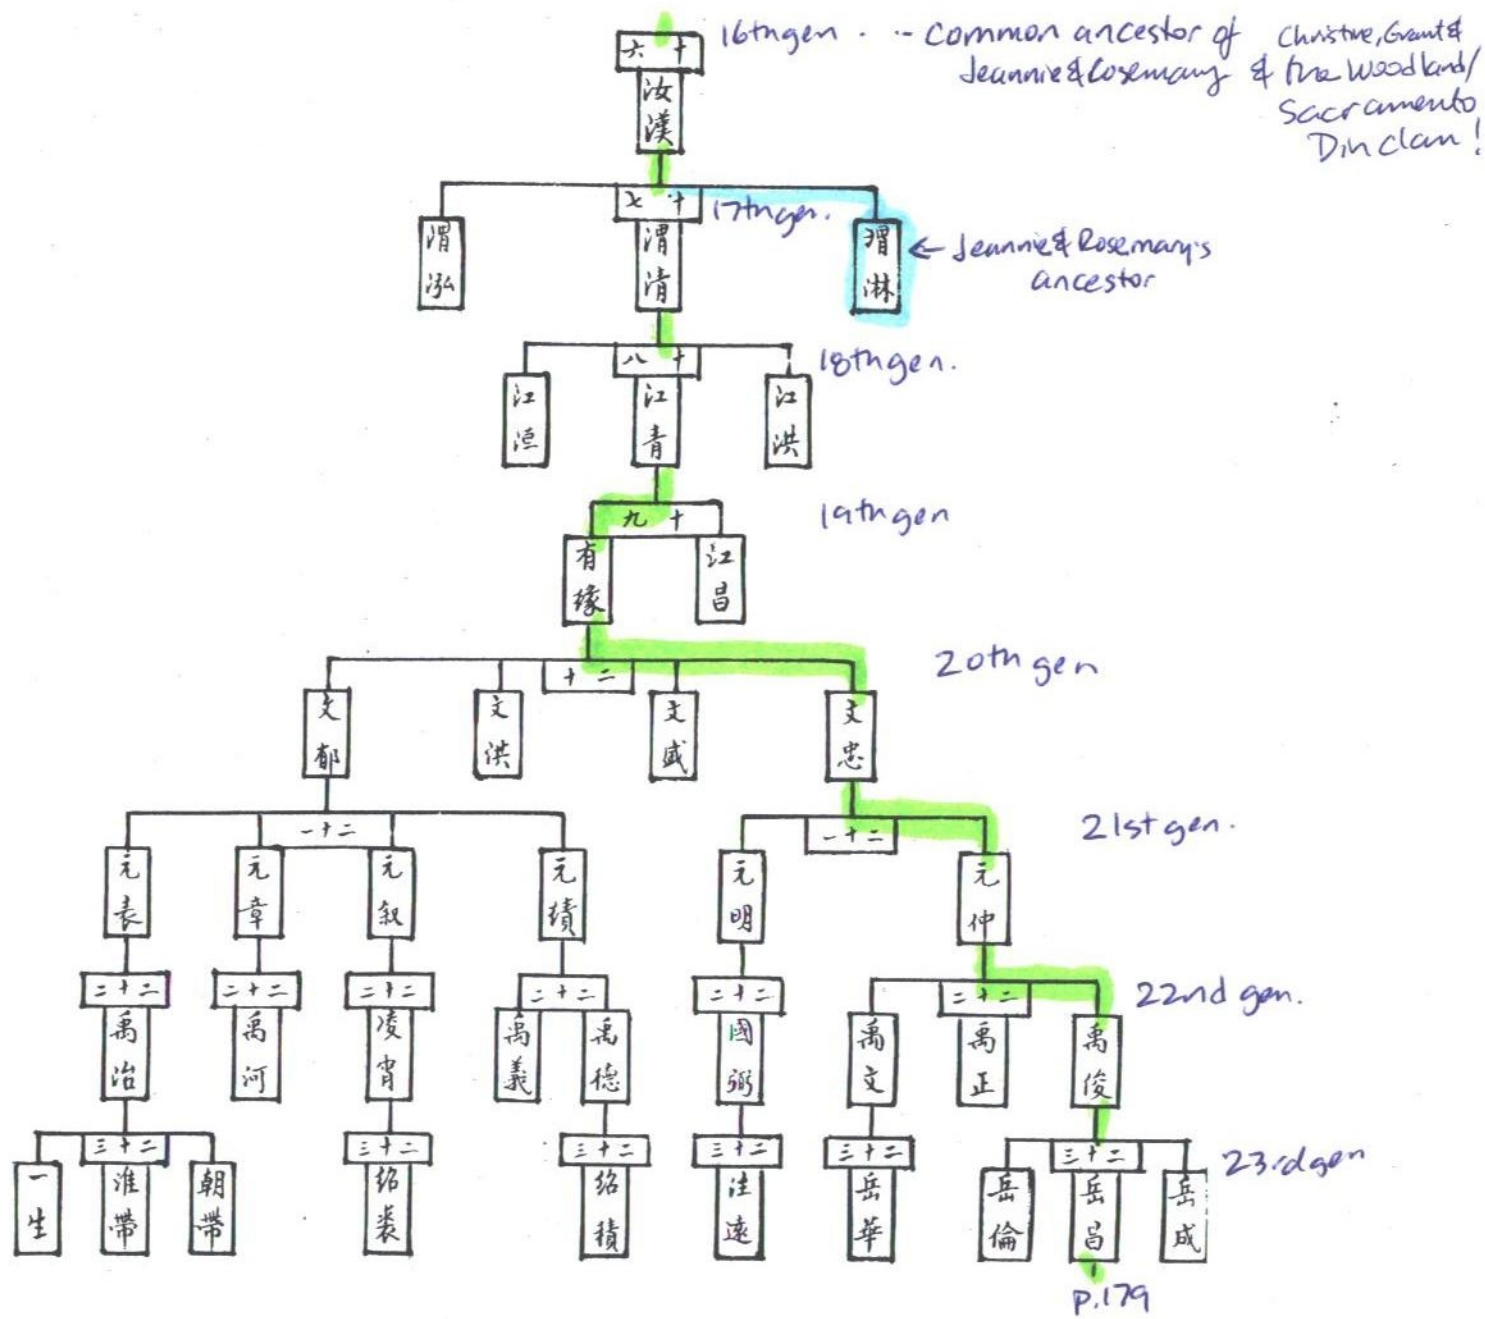 六十
16th gen. -- Common ancestor of Christine, Grant &
Jeannie & Rosemary & the Woodland/
Sacramento
Din clan!
汝漢
七十
17th gen.
渭泓
渭清
渭淋
← Jeannie & Rosemary's
ancestor
八十
18th gen.
江洹
江青
江洪
九十
19th gen
有緣
江昌
十二
20th gen
文郁
文洪
文盛
文忠
一十二
一十二
21st gen.
元表
元章
元叙
元績
元明
元仲
二十二
二十二
二十二
二十二
二十二
二十二
22nd gen.
禹治
禹河
凌宵
禹義
禹德
國弼
禹文
禹正
禹俊
三十二
三十二
三十二
三十二
三十二
三十二
23rd gen
一生
淮帶
朝帶
紹裘
紹積
注遠
岳華
岳倫
岳昌
岳成
p.179